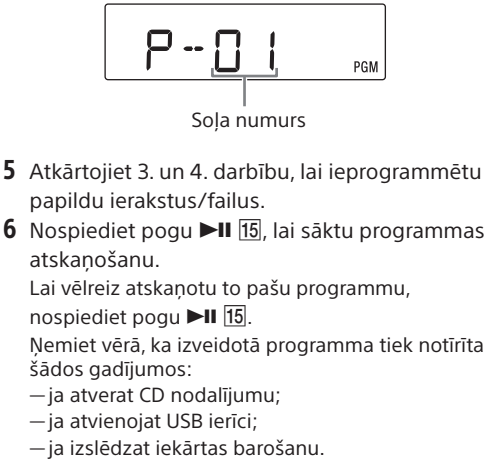 P--01
PGM
Soļa numurs
5 Atkārtojiet 3. un 4. darbību, lai ieprogrammētu
papildu ierakstus/failus.
6 Nospiediet pogu ►II 15, lai sāktu programmas
atskaņošanu.
Lai vēlreiz atskaņotu to pašu programmu,
nospiediet pogu ►II 15.
Ņemiet vērā, ka izveidotā programma tiek notīrīta
šādos gadījumos:
—ja atverat CD nodalījumu;
—ja atvienojat USB ierīci;
—ja izslēdzat iekārtas barošanu.